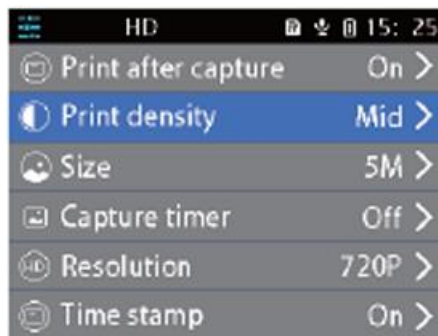 HD 15: 25
Print after capture On
Print density Mid
Size 5M
Capture timer Off
HD Resolution 720P
Time stamp On